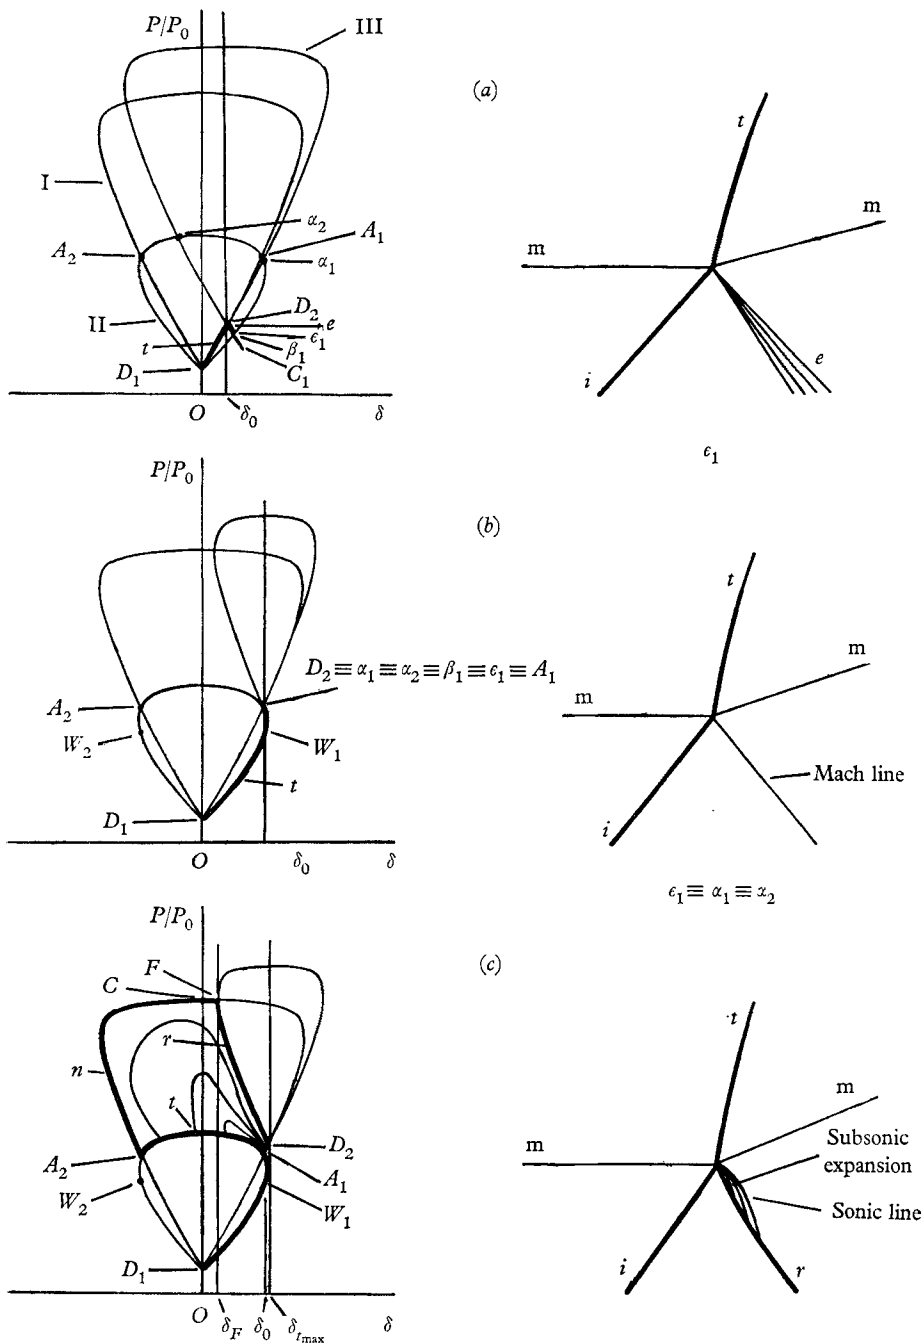 P/P₀
III
(a)
t
I
m
m
α₂
A₂
A₁
α₁
II
D₂
e
ϵ₁
t
β₁
D₁
C₁
e
i
O
δ₀
δ
ϵ₁
P/P₀
(b)
t
m
D₂ ≡ α₁ ≡ α₂ ≡ β₁ ≡ ϵ₁ ≡ A₁
m
A₂
W₂
W₁
t
Mach line
D₁
i
O
δ₀
δ
ϵ₁ ≡ α₁ ≡ α₂
P/P₀
(c)
F
C
t
r
n
m
t
m
D₂
Subsonic
expansion
A₂
A₁
W₂
W₁
Sonic line
D₁
i
r
O
δ_F
δ₀
δ_{t max}
δ